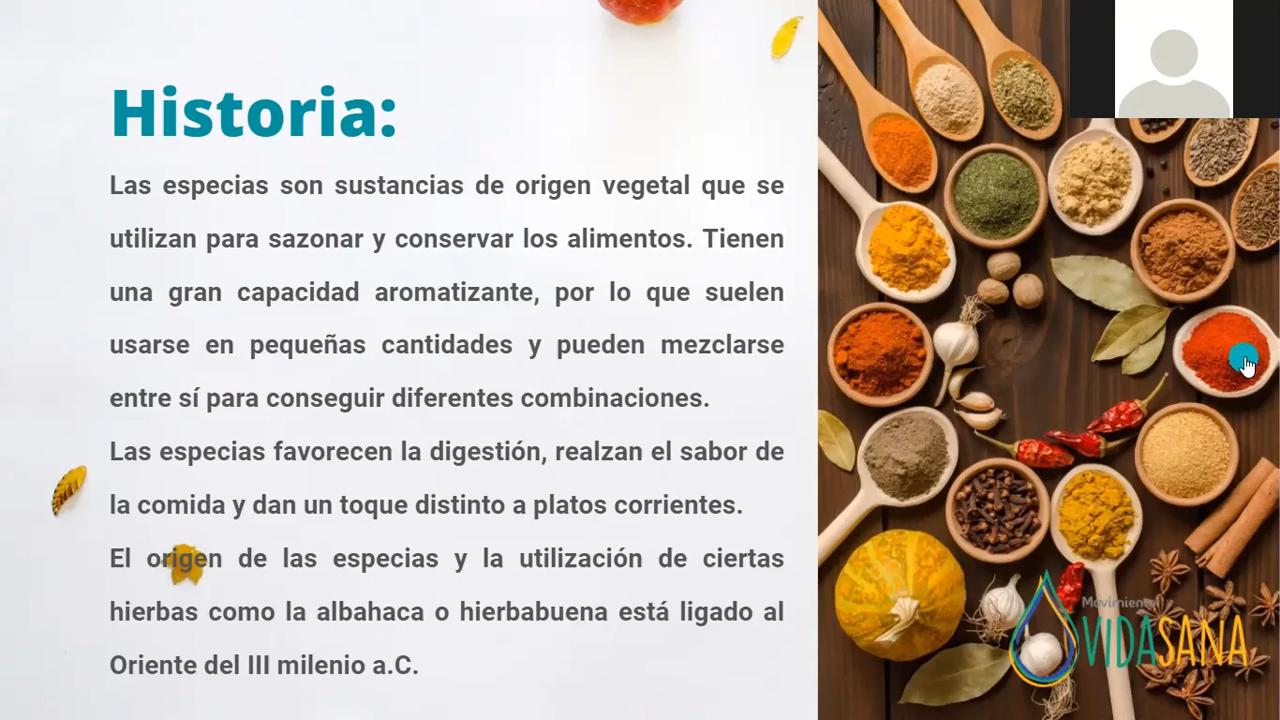 Historia:
Las especias son sustancias de origen vegetal que se
utilizan para sazonar y conservar los alimentos. Tienen
una gran capacidad aromatizante, por lo que suelen
usarse en pequeñas cantidades y pueden mezclarse
entre sí para conseguir diferentes combinaciones.
Las especias favorecen la digestión, realzan el sabor de
la comida y dan un toque distinto a platos corrientes.
El origen de las especias y la utilización de ciertas
hierbas como la albahaca o hierbabuena está ligado al
Oriente del III milenio a.C.
Movimiento
VIDASANA